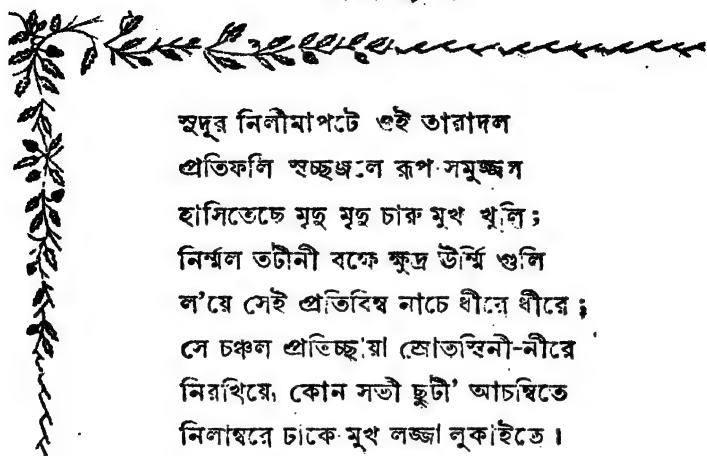 সুদূর নিলীমাপটে ওই তারাদল
প্রতিফলি স্বচ্ছজলে রূপ সমুজ্জল
হাসিতেছে মৃদু মৃদু চারু মুখ খুলি ;
নির্ম্মল তটীনী বক্ষে ক্ষুদ্র ঊর্ম্মি গুলি
ল'য়ে সেই প্রতিবিম্ব নাচে ধীরে ধীরে ;
সে চঞ্চল প্রতিচ্ছায়া স্রোতস্বিনী-নীরে
নিরখিয়ে, কোন সতী ছুটী' আচম্বিতে
নিলাম্বরে ঢাকে মুখ লজ্জা লুকাইতে ।